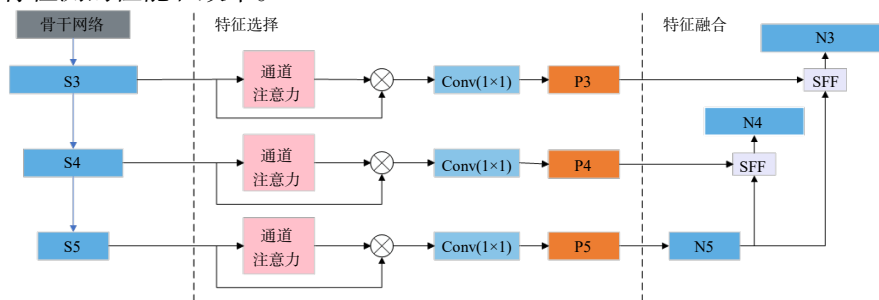 骨干网络
特征选择
特征融合
N3
S3
通道
注意力
Conv(1×1)
P3
SFF
N4
S4
通道
注意力
Conv(1×1)
P4
SFF
S5
通道
注意力
Conv(1×1)
P5
N5